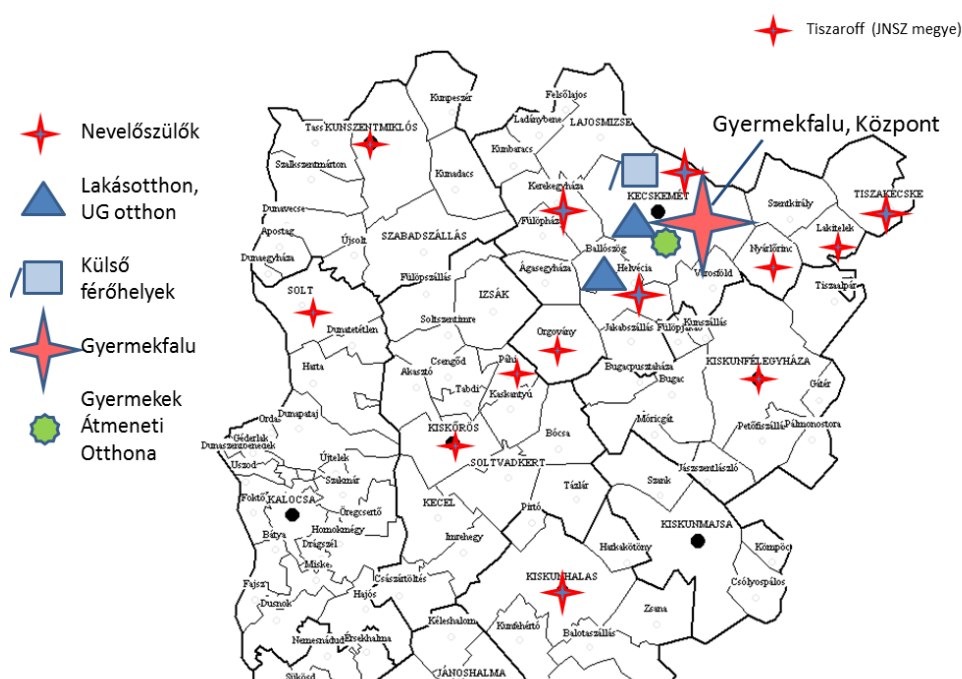 Tiszaroff (JNSZ megye)
Nevelőszülők
Lakásotthon,
UG otthon
Külső
férőhelyek
Gyermekfalu
Gyermekek
Átmeneti
Otthona
Gyermekfalu, Központ
Kunpeszér
Felsőlajos
Ladánybene
LAJOSMIZSE
Tass
KUNSZENTMIKLÓS
Kunbaracs
Szalkszentmárton
Kunadacs
Kerekegyháza
KECSKEMÉT
TISZAKÉCSKE
Szentkirály
Dunavecse
Fülöpháza
Lakitelek
Apostag
Újsolt
SZABADSZÁLLÁS
Ballószög
Nyárlőrinc
Dunaegyháza
Fülöpszállás
Ágasegyháza
Helvécia
Városföld
Tiszaalpár
SOLT
IZSÁK
Soltszentimre
Dunatetétlen
Orgovány
Jakabszállás
Fülöpjakab
Kunszállás
Harta
Csengőd
Páhi
Akasztó
Bugacpusztaháza
KISKUNFÉLEGYHÁZA
Bugac
Gátér
Tabdi
Kaskantyú
Dunapataj
Ordas
Móricgát
Petőfiszállás
Pálmonostora
KISKŐRÖS
Bócsa
Géderlak
Dunaszentbenedek
Újtelek
Uszod
SOLTVADKERT
Jászszentlászló
Szakmár
Szank
Tázlár
Foktő
KALOCSA
KECEL
Öregcsertő
Pirtó
Homokmégy
KISKUNMAJSA
Bátya
Imrehegy
Drágszél
Harkakötöny
Kömpöc
Miske
Császártöltés
KISKUNHALAS
Csólyospálos
Fajsz
Hajós
Dusnok
Zsana
Kéleshalom
Kunfehértó
Balotaszállás
Nemesnádudvar
Érsekhalma
JÁNOSHALMA
Sükösd